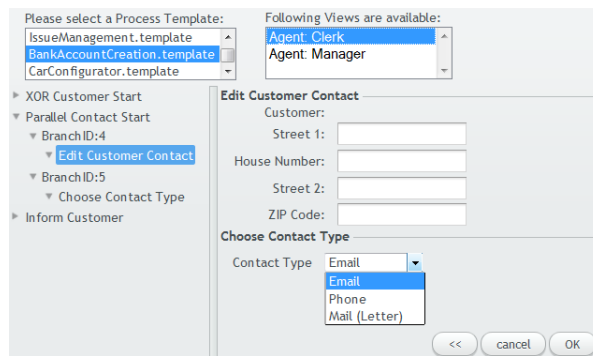 Please select a Process Template:
Following Views are available:
IssueManagement.template
BankAccountCreation.template
CarConfigurator.template
Agent: Clerk
Agent: Manager
XOR Customer Start
Parallel Contact Start
BranchID:4
Edit Customer Contact
BranchID:5
Choose Contact Type
Inform Customer
Edit Customer Contact
Customer:
Street 1:
House Number:
Street 2:
ZIP Code:
Choose Contact Type
Contact Type Email
Email
Phone
Mail (Letter)
<< cancel OK